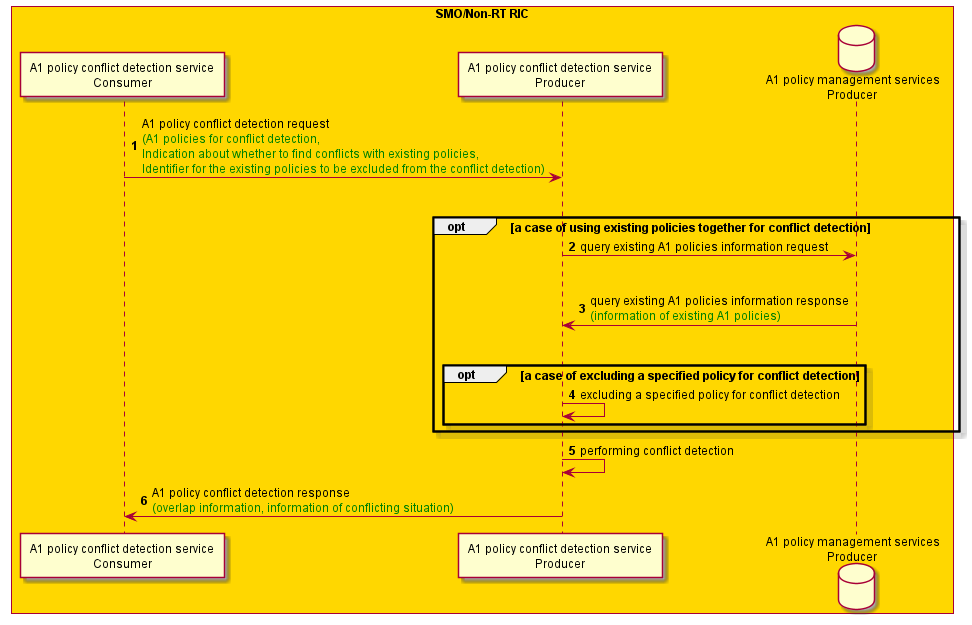 SMO/Non-RT RIC
A1 policy conflict detection service
Consumer
A1 policy conflict detection service
Producer
A1 policy management services
Producer
1 A1 policy conflict detection request
(A1 policies for conflict detection,
Indication about whether to find conflicts with existing policies,
Identifier for the existing policies to be excluded from the conflict detection)
opt [a case of using existing policies together for conflict detection]
2 query existing A1 policies information request
3 query existing A1 policies information response
(information of existing A1 policies)
opt [a case of excluding a specified policy for conflict detection]
4 excluding a specified policy for conflict detection
5 performing conflict detection
6 A1 policy conflict detection response
(overlap information, information of conflicting situation)
A1 policy conflict detection service
Consumer
A1 policy conflict detection service
Producer
A1 policy management services
Producer